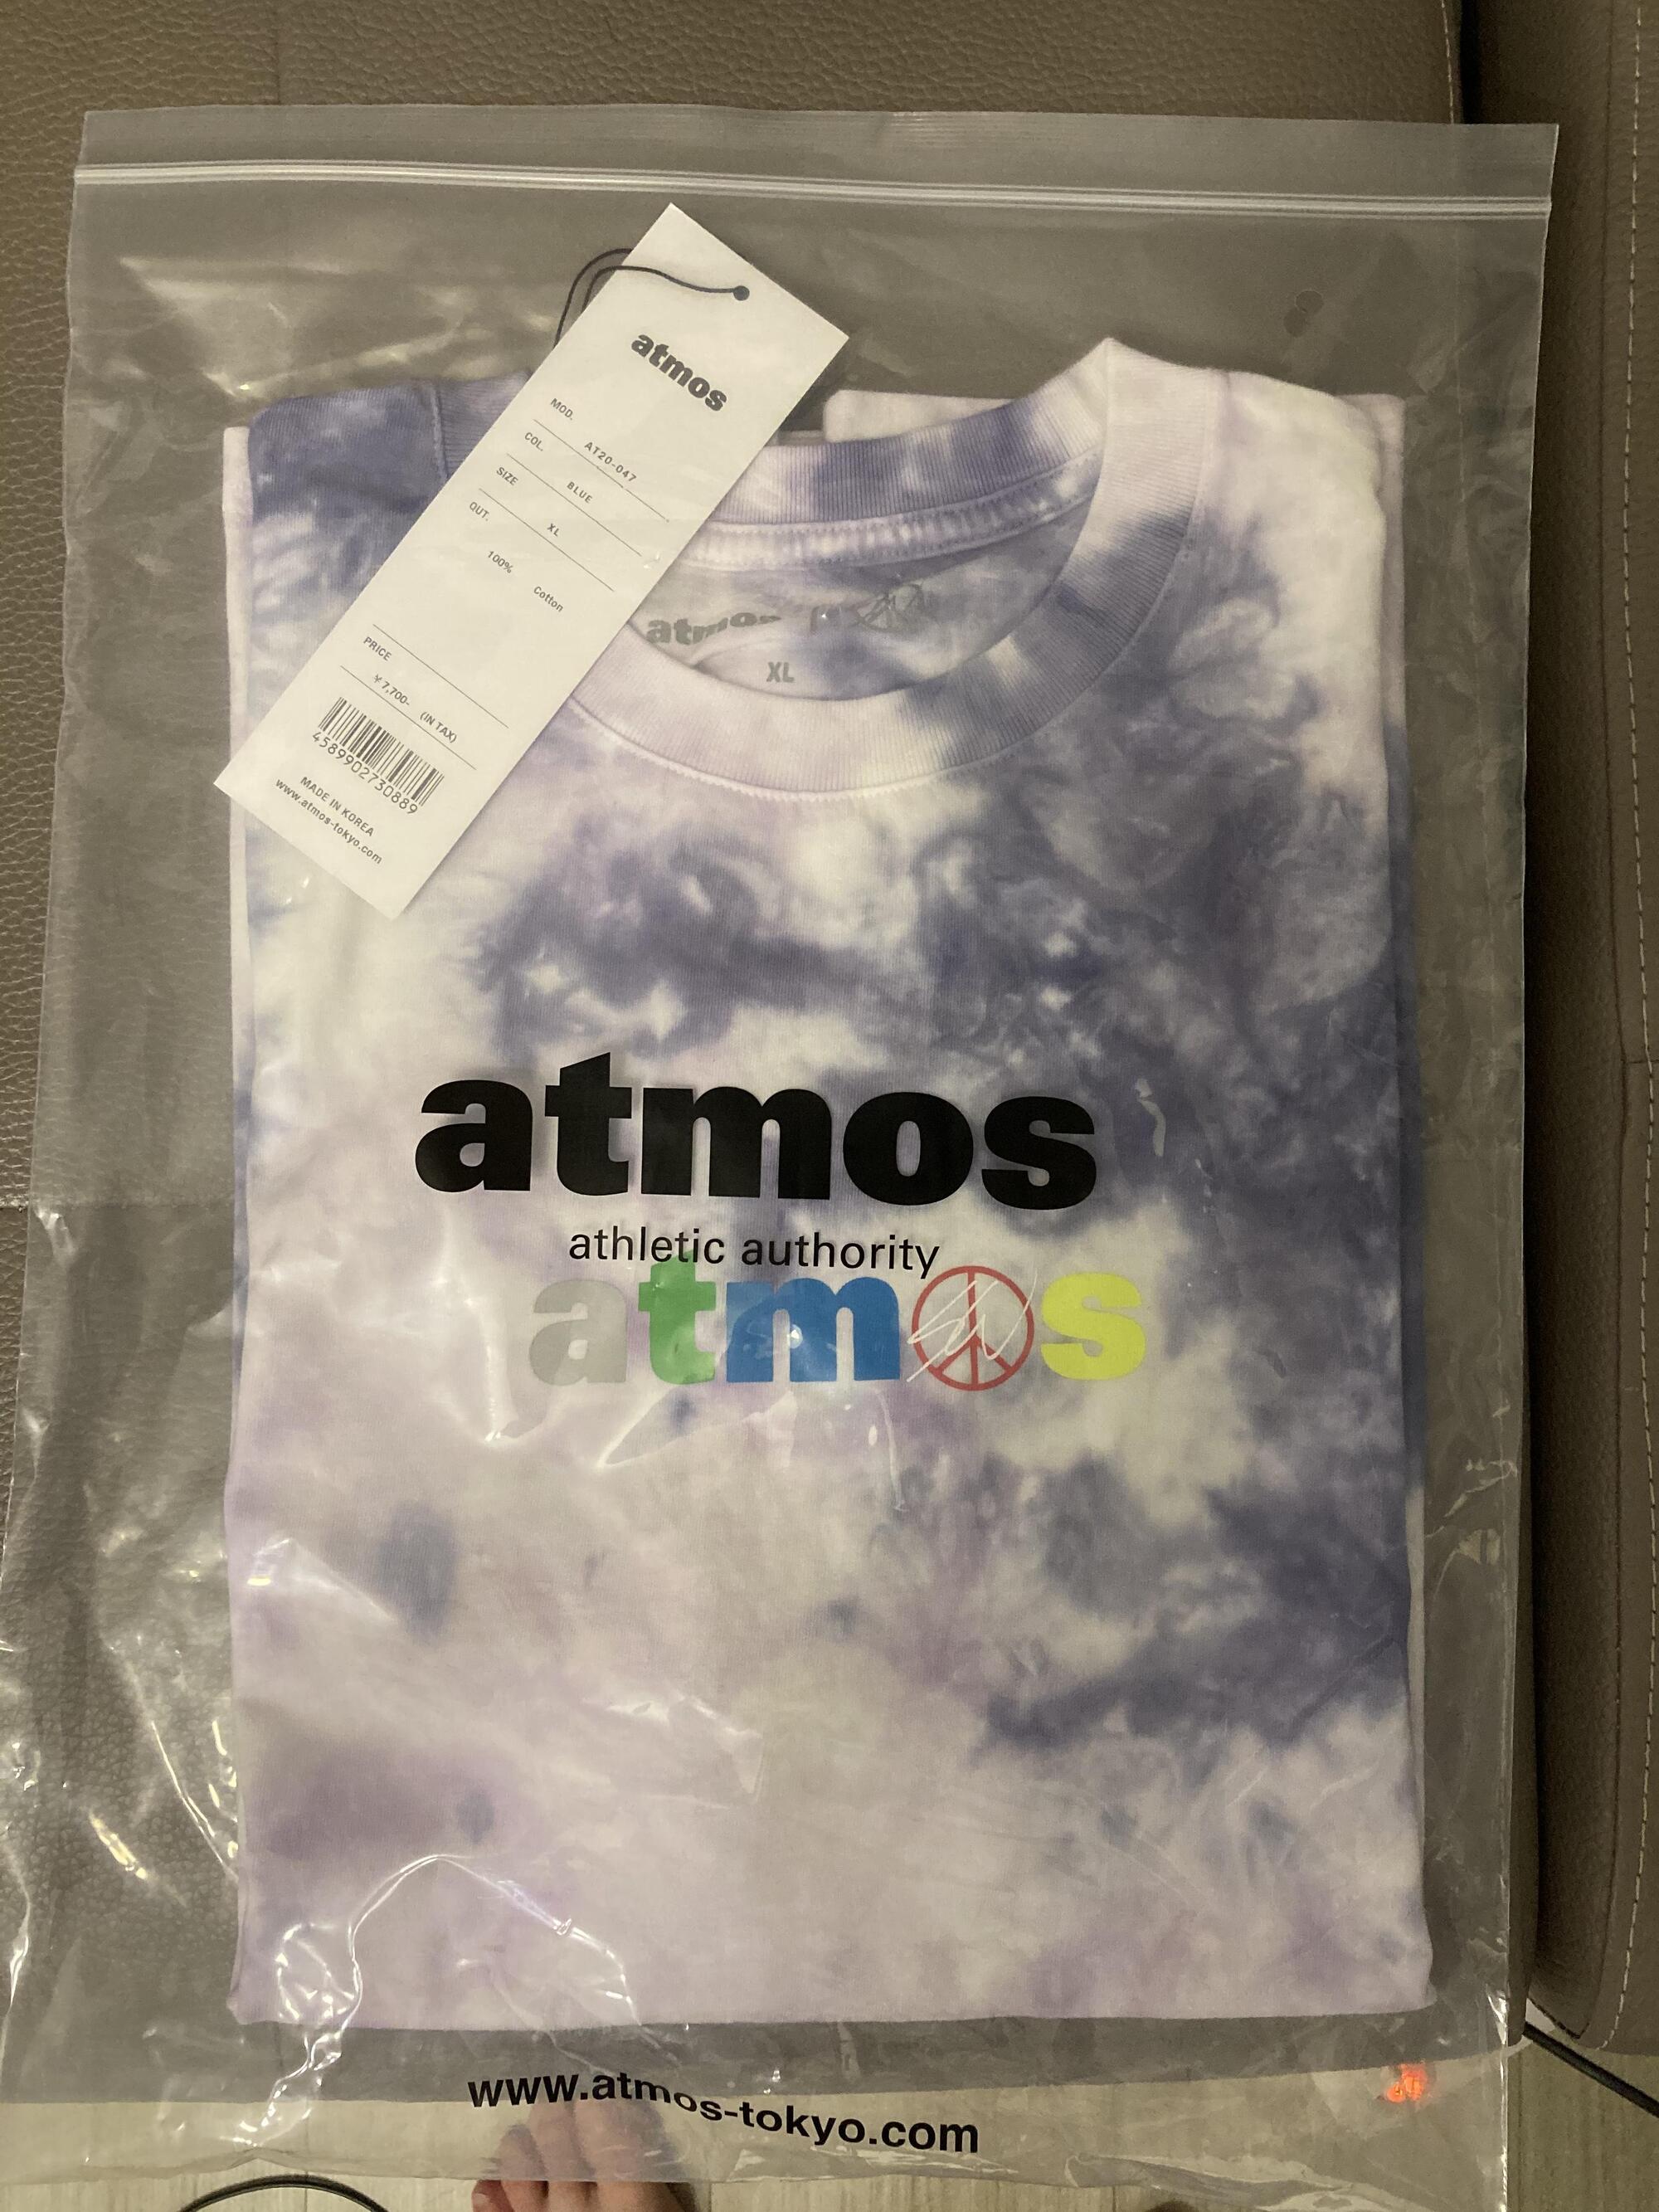 atmos
MOD. AT20-047
COL. BLUE
SIZE XL
QUT. 100% Cotton
PRICE ¥7,700- (IN TAX)
4589902730889
MADE IN KOREA
www.atmos-tokyo.com
atmos
XL
atmos
athletic authority
atmos
www.atmos-tokyo.com